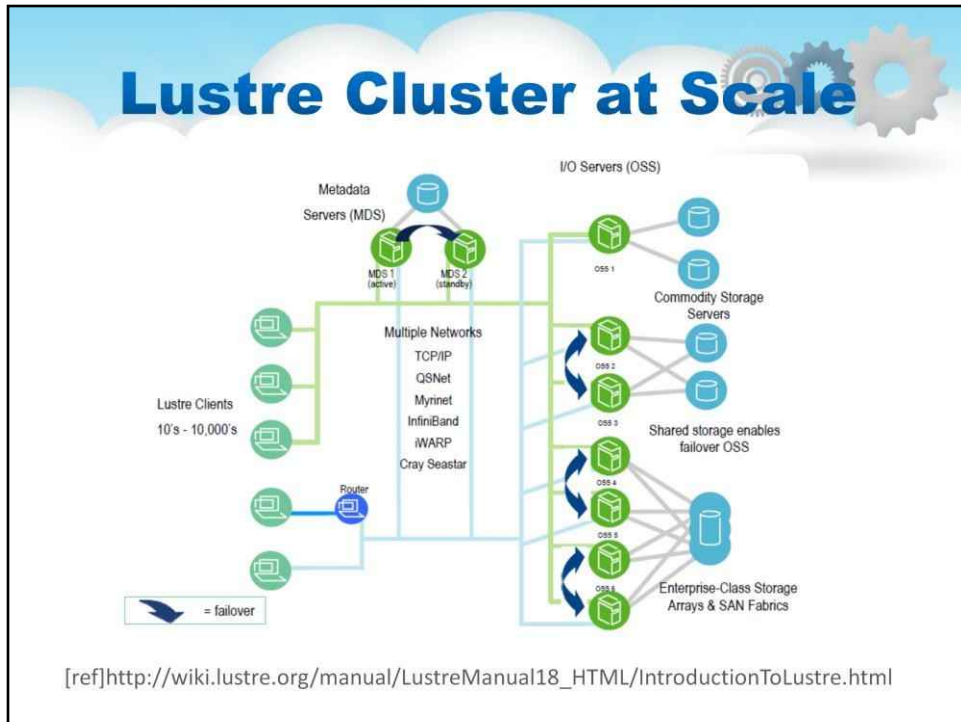 Lustre Cluster at Scale
I/O Servers (OSS)
Metadata
Servers (MDS)
MDS 1
(active)
MDS 2
(standby)
OSS 1
Commodity Storage
Servers
Multiple Networks
TCP/IP
QSNet
Myrinet
InfiniBand
iWARP
Cray Seastar
OSS 2
Lustre Clients
10's - 10,000's
OSS 3
Shared storage enables
failover OSS
OSS 4
Router
OSS 5
OSS 6
Enterprise-Class Storage
Arrays & SAN Fabrics
= failover
[ref]http://wiki.lustre.org/manual/LustreManual18_HTML/IntroductionToLustre.html